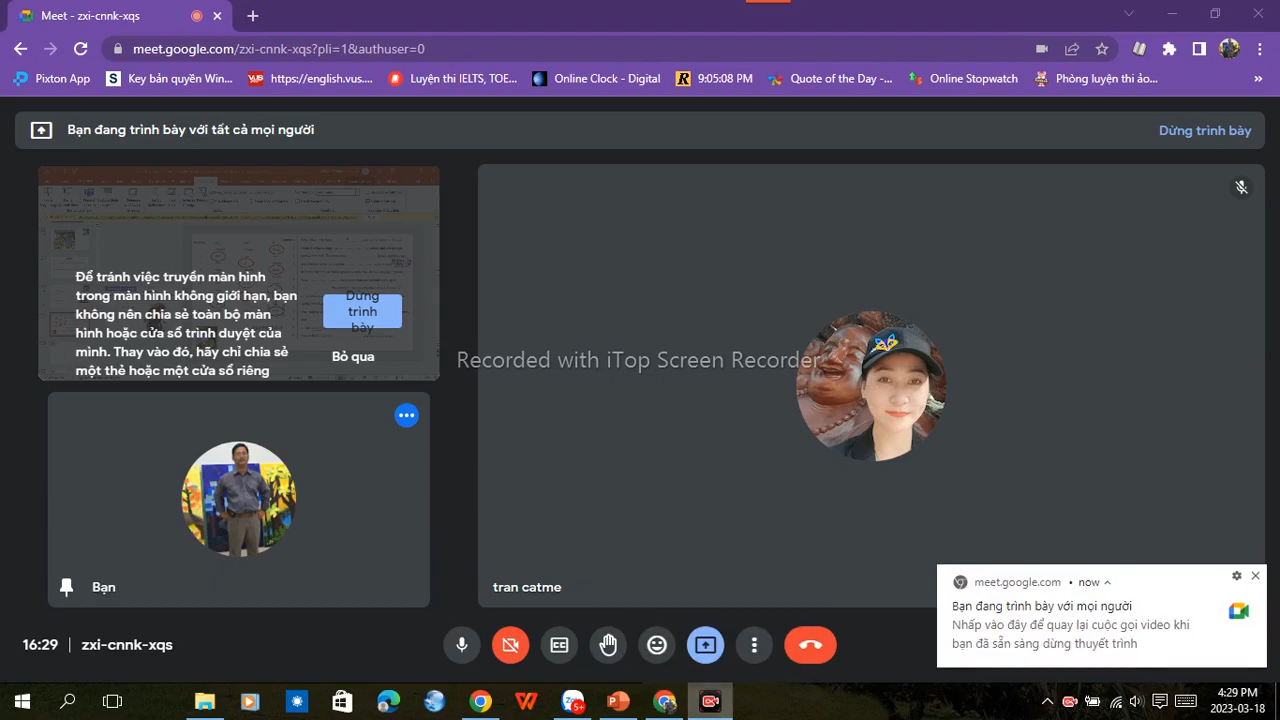 Meet - zxi-cnnk-xqs
meet.google.com/zxi-cnnk-xqs?pli=1&authuser=0
Pixton App
S Key bản quyền Win...
VUS https://english.vus....
Luyện thi IELTS, TOE...
Online Clock - Digital
R 9:05:08 PM
Quote of the Day -...
Online Stopwatch
Phòng luyện thi ảo...
»
Bạn đang trình bày với tất cả mọi người
Dừng trình bày
Để tránh việc truyền màn hình
trong màn hình không giới hạn, bạn
không nên chia sẻ toàn bộ màn
hình hoặc cửa sổ trình duyệt của
mình. Thay vào đó, hãy chỉ chia sẻ
một thẻ hoặc một cửa sổ riêng
Dừng
trình
bày
Bỏ qua
Recorded with iTop Screen Recorder
Bạn
tran catme
meet.google.com • now
Bạn đang trình bày với mọi người
Nhấp vào đây để quay lại cuộc gọi video khi
bạn đã sẵn sàng dừng thuyết trình
16:29 | zxi-cnnk-xqs
5+
4:29 PM
2023-03-18